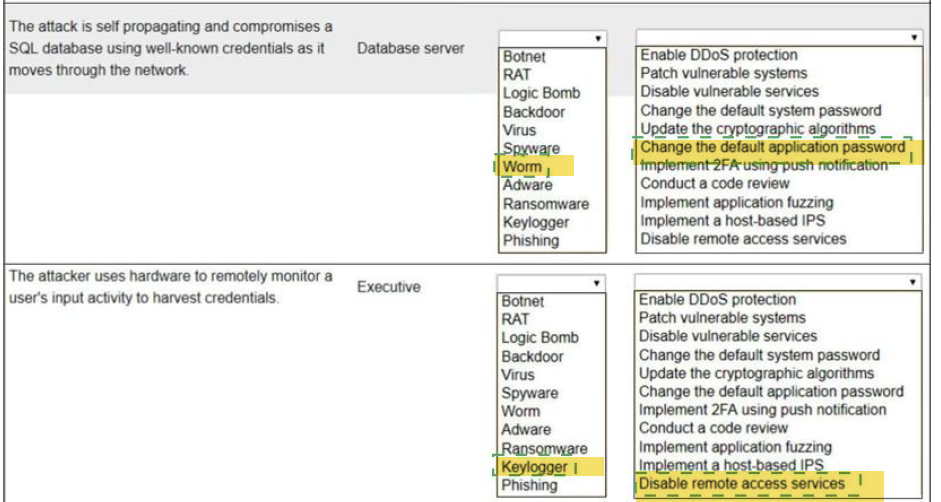 The attack is self propagating and compromises a
SQL database using well-known credentials as it
moves through the network.
Database server
Botnet
RAT
Logic Bomb
Backdoor
Virus
Spyware
Worm
Adware
Ransomware
Keylogger
Phishing
Enable DDoS protection
Patch vulnerable systems
Disable vulnerable services
Change the default system password
Update the cryptographic algorithms
Change the default application password
Implement 2FA using push notification
Conduct a code review
Implement application fuzzing
Implement a host-based IPS
Disable remote access services
The attacker uses hardware to remotely monitor a
user's input activity to harvest credentials.
Executive
Botnet
RAT
Logic Bomb
Backdoor
Virus
Spyware
Worm
Adware
Ransomware
Keylogger
Phishing
Enable DDoS protection
Patch vulnerable systems
Disable vulnerable services
Change the default system password
Update the cryptographic algorithms
Change the default application password
Implement 2FA using push notification
Conduct a code review
Implement application fuzzing
Implement a host-based IPS
Disable remote access services